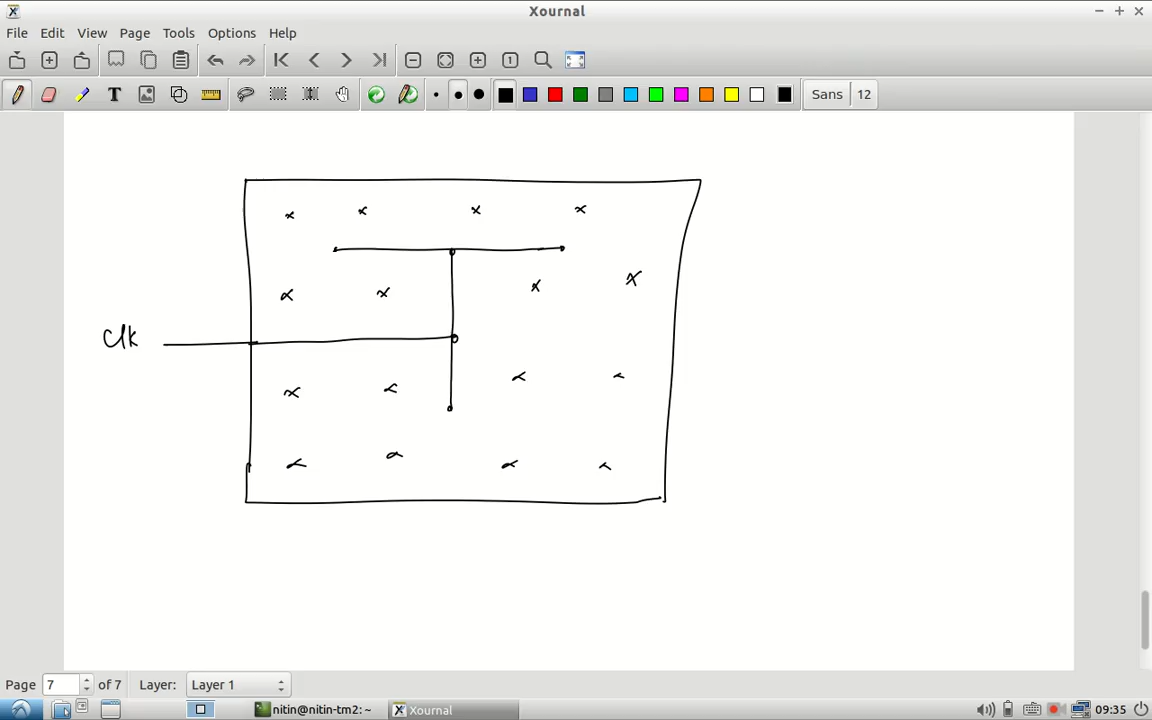 Xournal
File Edit View Page Tools Options Help
Sans 12
Clk
Page 7 of 7 Layer: Layer 1
nitin@nitin-tm2: ~ Xournal 09:35